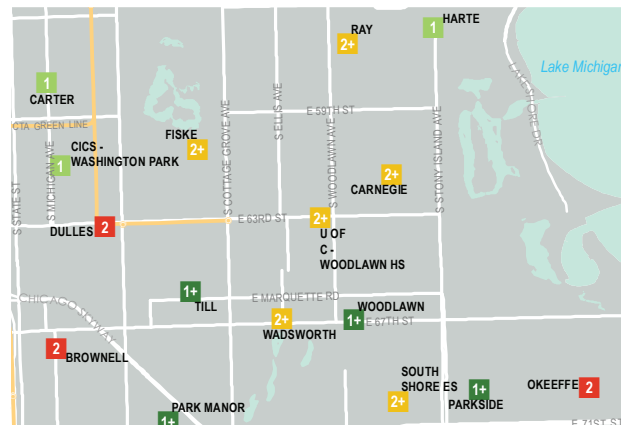 RAY
2+
HARTE
1
Lake Michigan
LAKE SHORE DR
1
CARTER
E 59TH ST
S ELLIS AVE
CTA GREEN LINE
FISKE
2+
S WOODLAWN AVE
CICS -
WASHINGTON PARK
1
S COTTAGE GROVE AVE
2+
CARNEGIE
S STONY ISLAND AVE
S STATE ST
S MICHIGAN AVE
E 63RD ST
2+
DULLES
2
U OF
C -
WOODLAWN HS
1+
TILL
E MARQUETTE RD
WOODLAWN
1+
E 67TH ST
CHICAGO SKYWAY
2+
WADSWORTH
2
BROWNELL
SOUTH
SHORE ES
2+
1+
PARKSIDE
OKEEFFE
2
PARK MANOR
1+
E 71ST ST